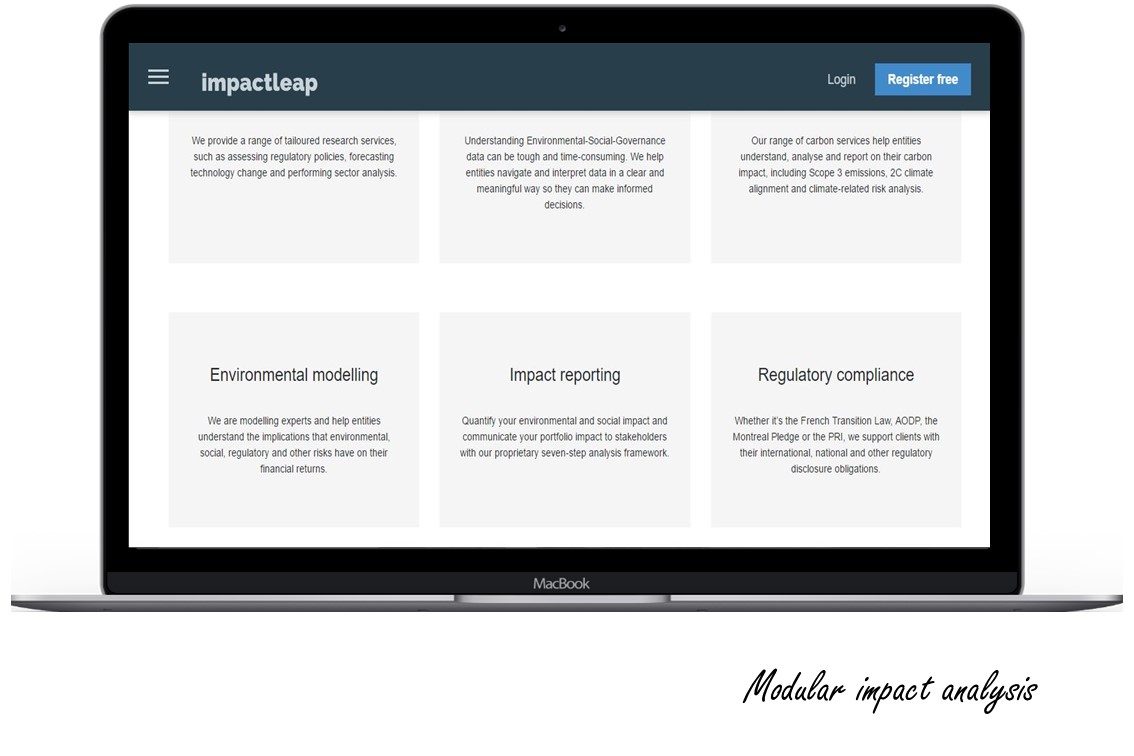 impactleap
Login
Register free
We provide a range of tailoured research services,
such as assessing regulatory policies, forecasting
technology change and performing sector analysis.
Understanding Environmental-Social-Governance
data can be tough and time-consuming. We help
entities navigate and interpret data in a clear and
meaningful way so they can make informed
decisions.
Our range of carbon services help entities
understand, analyse and report on their carbon
impact, including Scope 3 emissions, 2C climate
alignment and climate-related risk analysis.
Environmental modelling
We are modelling experts and help entities
understand the implications that environmental,
social, regulatory and other risks have on their
financial returns.
Impact reporting
Quantify your environmental and social impact and
communicate your portfolio impact to stakeholders
with our proprietary seven-step analysis framework.
Regulatory compliance
Whether it's the French Transition Law, AODP, the
Montreal Pledge or the PRI, we support clients with
their international, national and other regulatory
disclosure obligations.
MacBook
Modular impact analysis